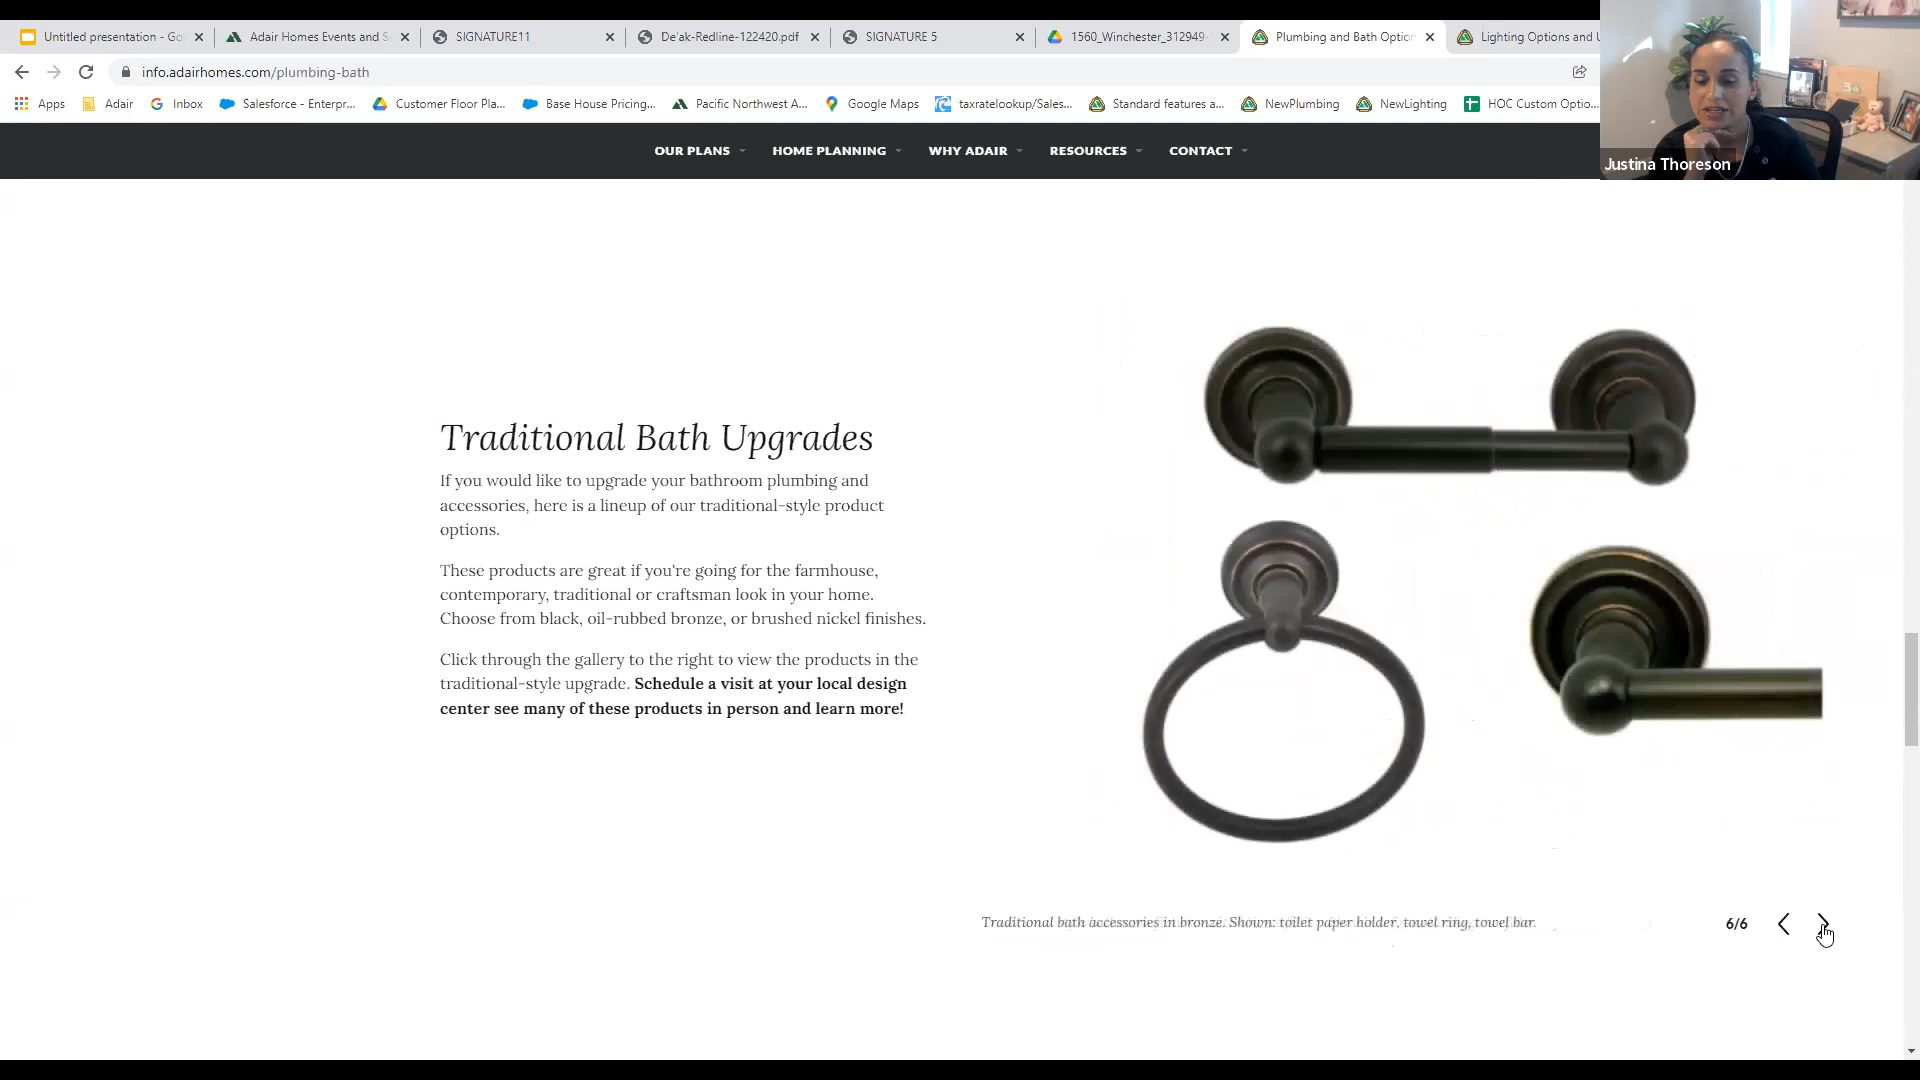 Untitled presentation - Go
Adair Homes Events and S
SIGNATURE11
De'ak-Redline-122420.pdf
SIGNATURE 5
1560_Winchester_312949-
Plumbing and Bath Option
Lighting Options and U
info.adairhomes.com/plumbing-bath
Apps
Adair
Inbox
Salesforce - Enterpr...
Customer Floor Pla...
Base House Pricing...
Pacific Northwest A...
Google Maps
taxratelookup/Sales...
Standard features a...
NewPlumbing
NewLighting
HOC Custom Optio...
Justina Thoreson
OUR PLANS
HOME PLANNING
WHY ADAIR
RESOURCES
CONTACT
Traditional Bath Upgrades
If you would like to upgrade your bathroom plumbing and
accessories, here is a lineup of our traditional-style product
options.
These products are great if you're going for the farmhouse,
contemporary, traditional or craftsman look in your home.
Choose from black, oil-rubbed bronze, or brushed nickel finishes.
Click through the gallery to the right to view the products in the
traditional-style upgrade. Schedule a visit at your local design
center see many of these products in person and learn more!
Traditional bath accessories in bronze. Shown: toilet paper holder, towel ring, towel bar.
6/6